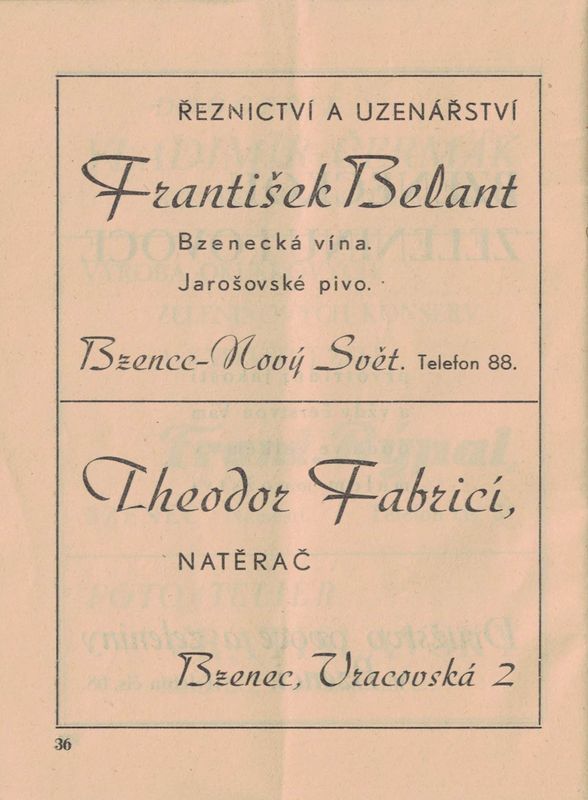 ŘEZNICTVÍ A UZENÁŘSTVÍ
František Belant
Bzenecká vína.
Jarošovské pivo.
Bzenec-Nový Svět. Telefon 88.
Theodor Fabricí,
NATĚRAČ
Bzenec, Vracovská 2
36